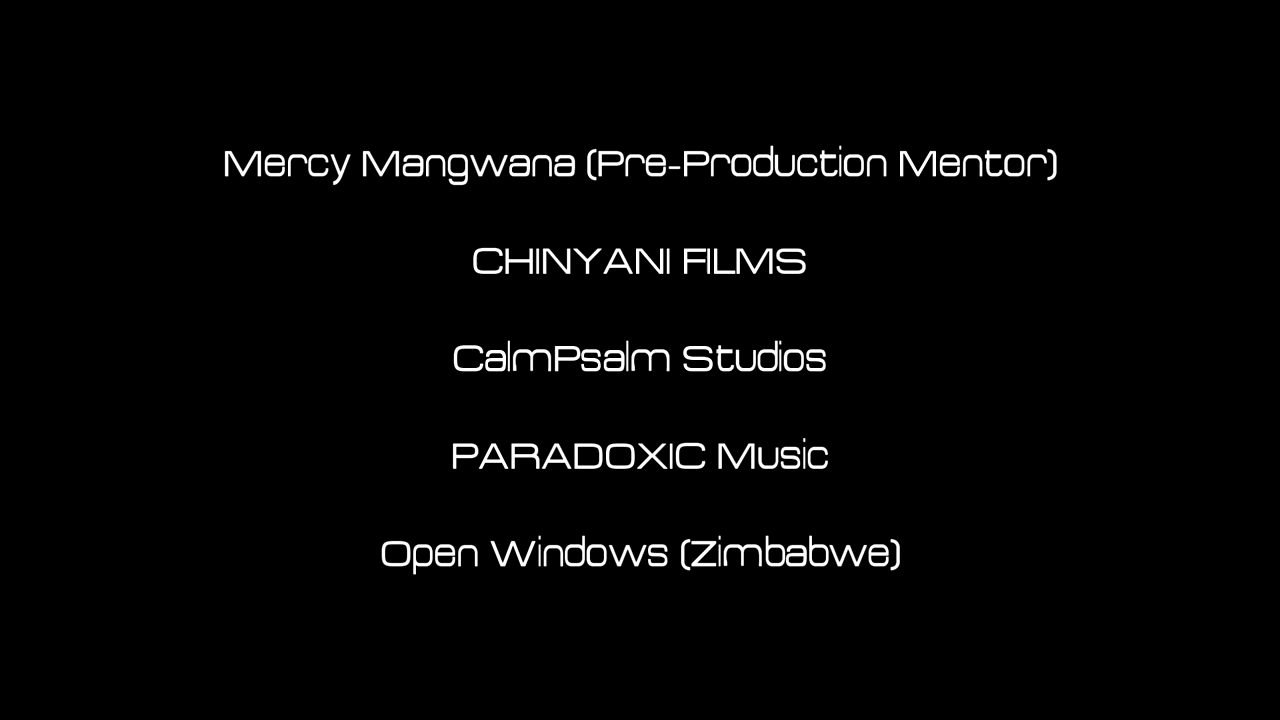 Mercy Mangwana (Pre-Production Mentor)
CHINYANI FILMS
CalmPsalm Studios
PARADOXIC Music
Open Windows (Zimbabwe)